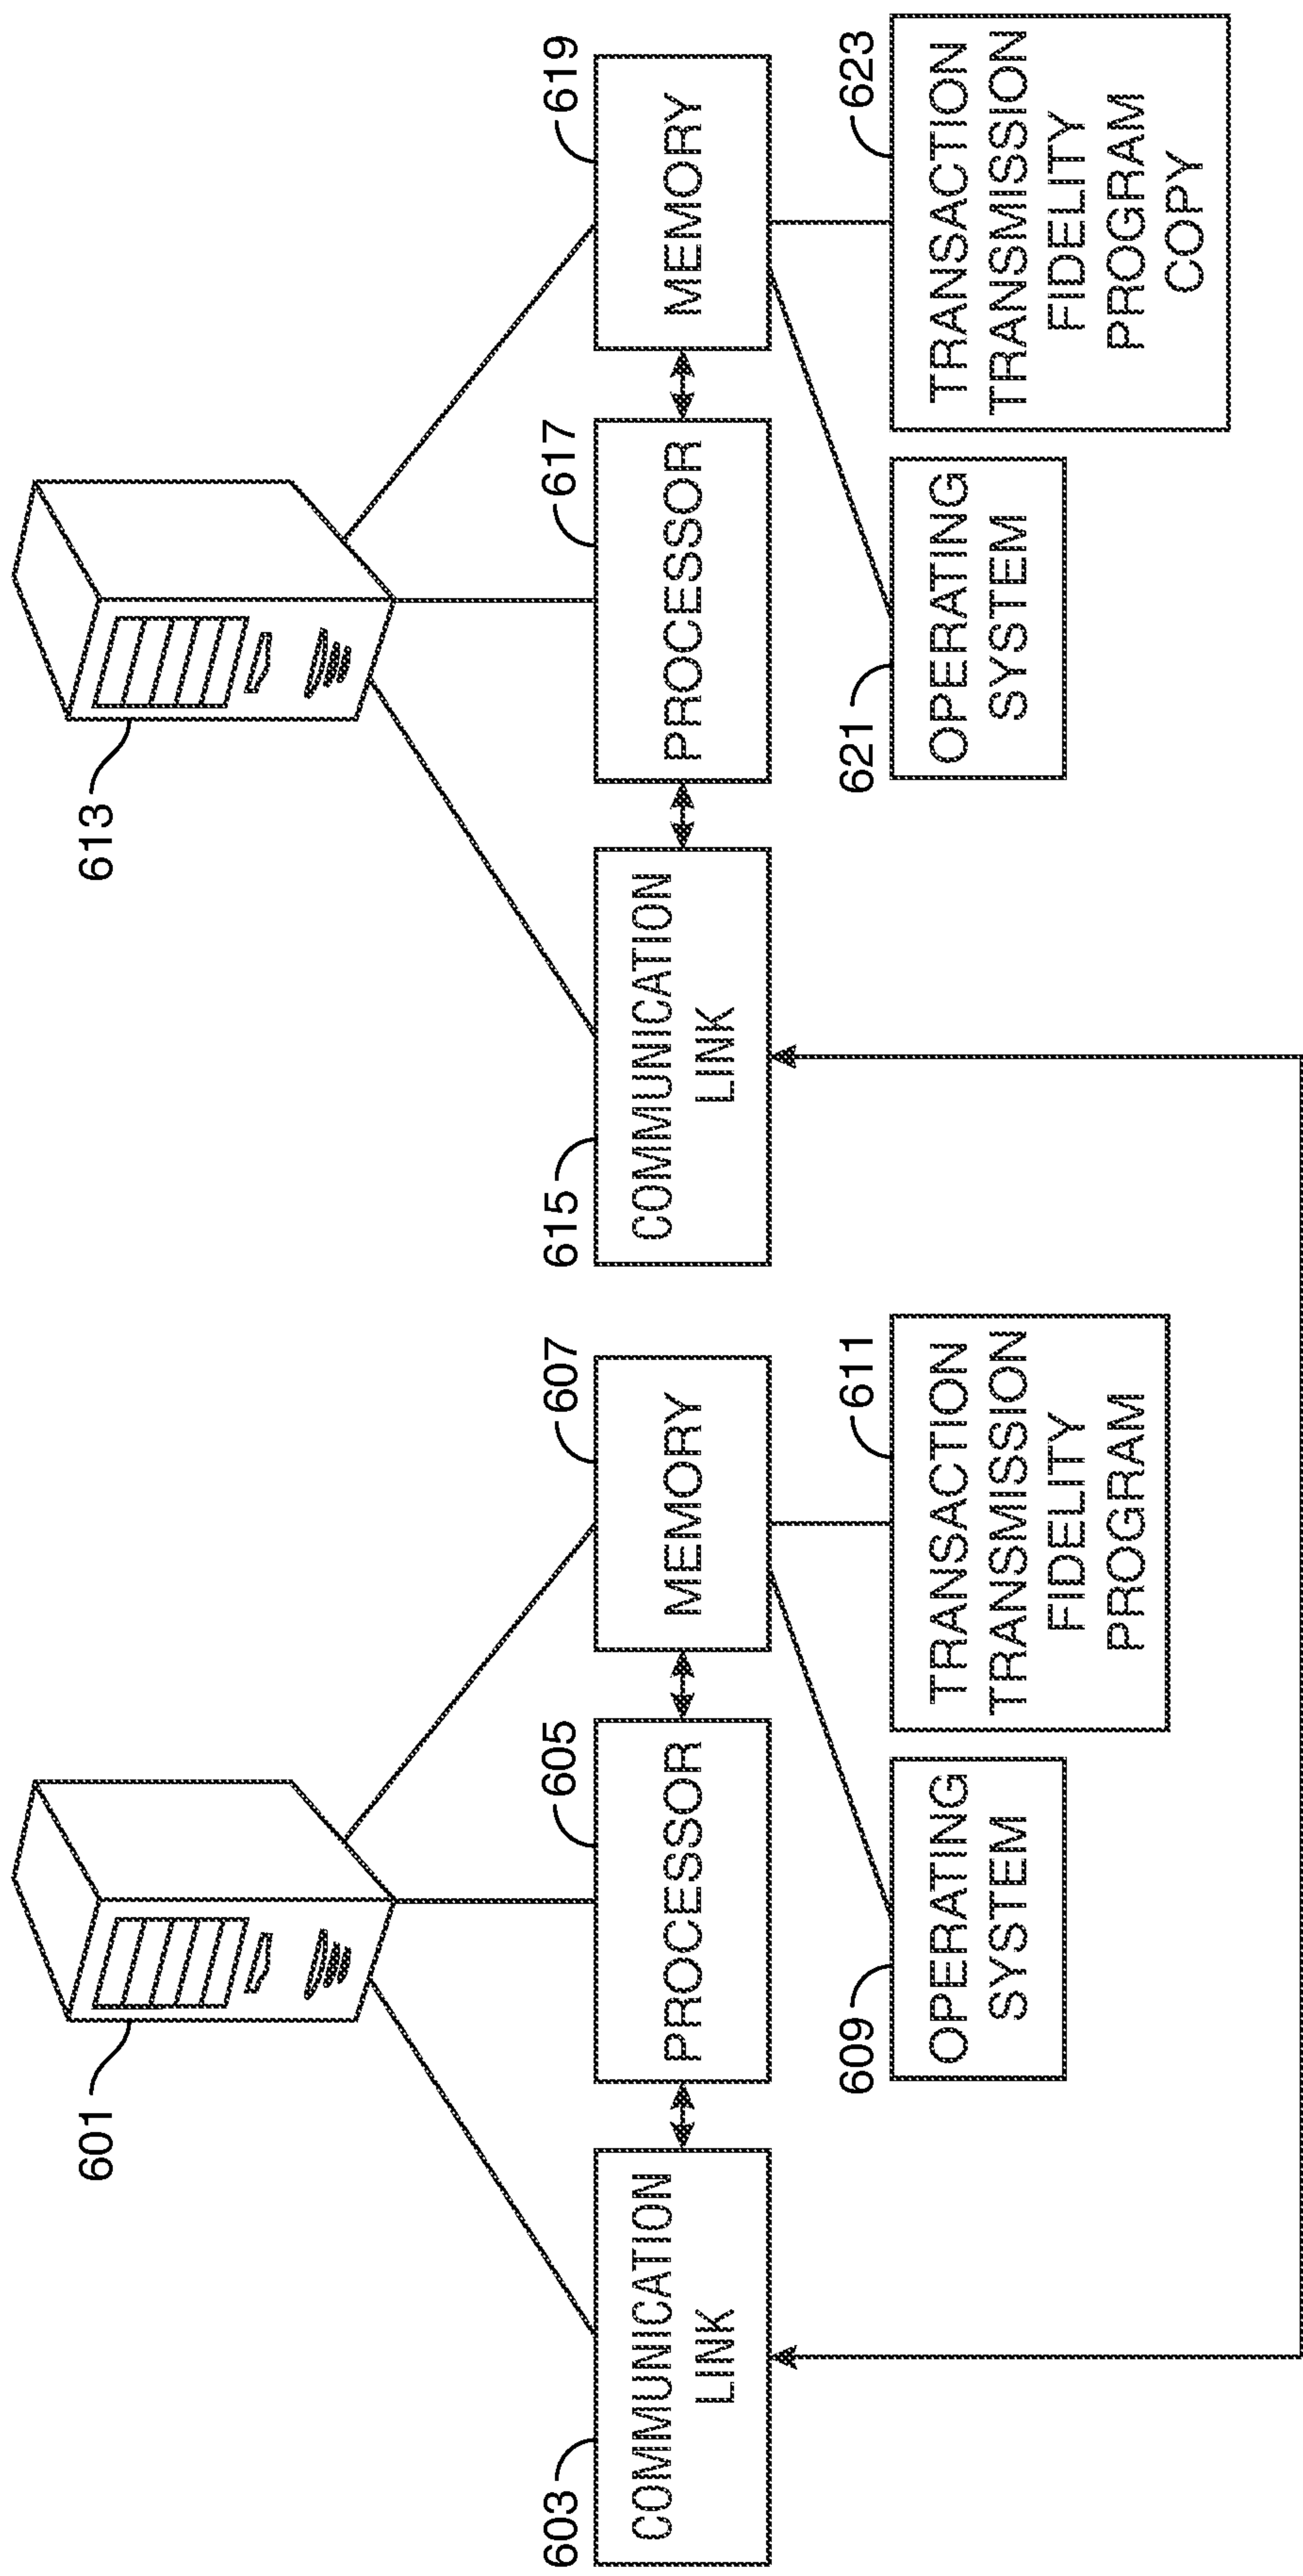 601
603
COMMUNICATION
LINK
605
PROCESSOR
607
MEMORY
609
OPERATING
SYSTEM
611
TRANSACTION
TRANSMISSION
FIDELITY
PROGRAM
613
615
COMMUNICATION
LINK
617
PROCESSOR
619
MEMORY
621
OPERATING
SYSTEM
623
TRANSACTION
TRANSMISSION
FIDELITY
PROGRAM
COPY